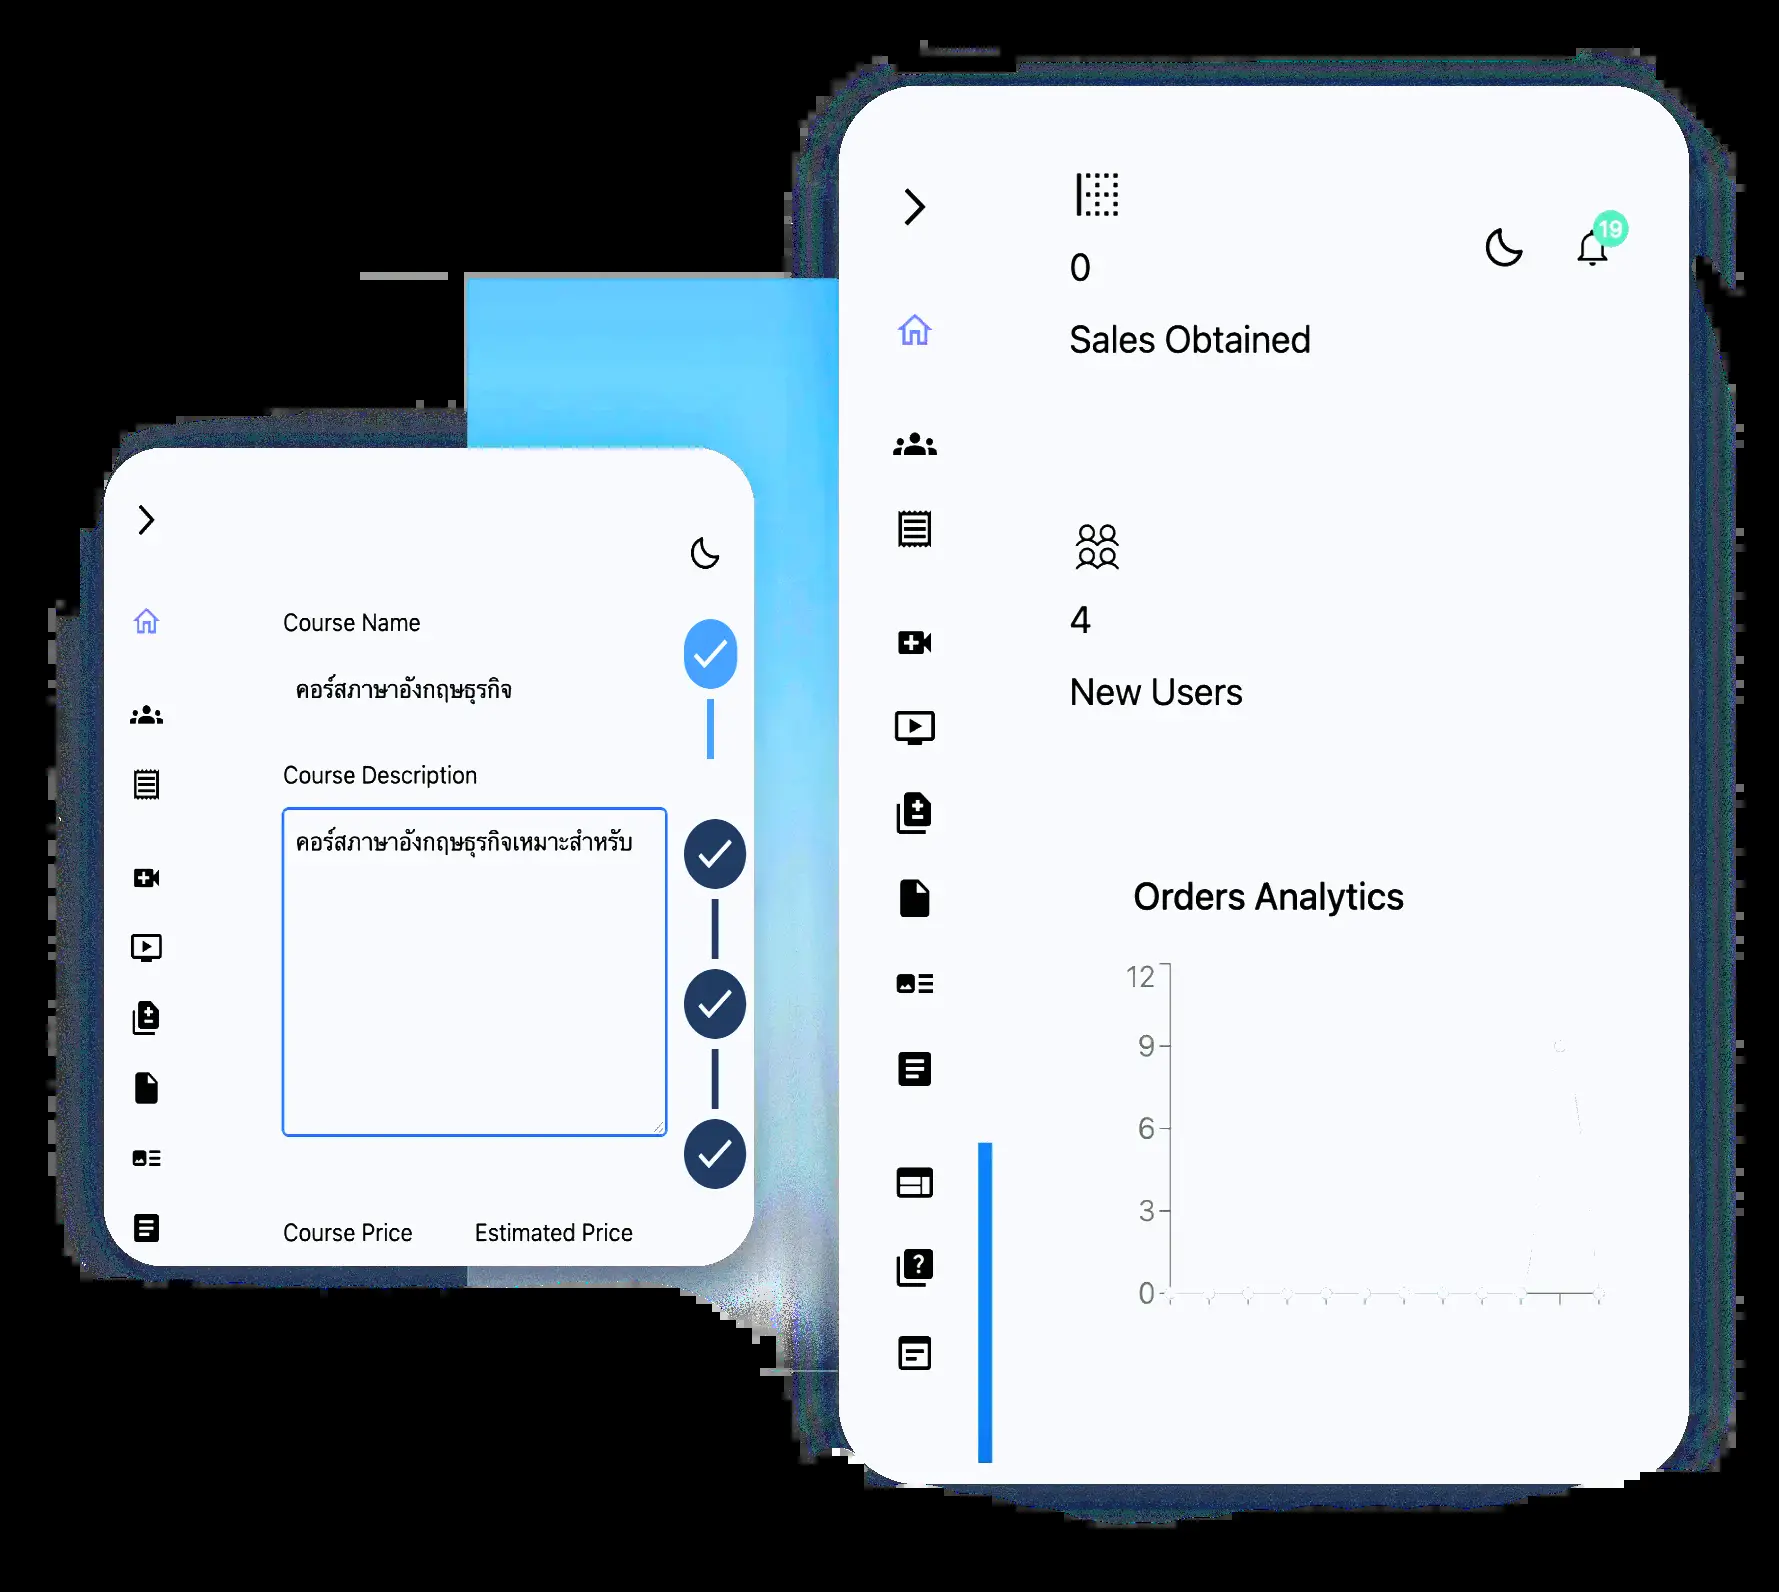 Course Name
คอร์สภาษาอังกฤษธุรกิจ
Course Description
คอร์สภาษาอังกฤษธุรกิจเหมาะสำหรับ
Course Price
Estimated Price
0
Sales Obtained
19
4
New Users
Orders Analytics
12
9
6
3
0